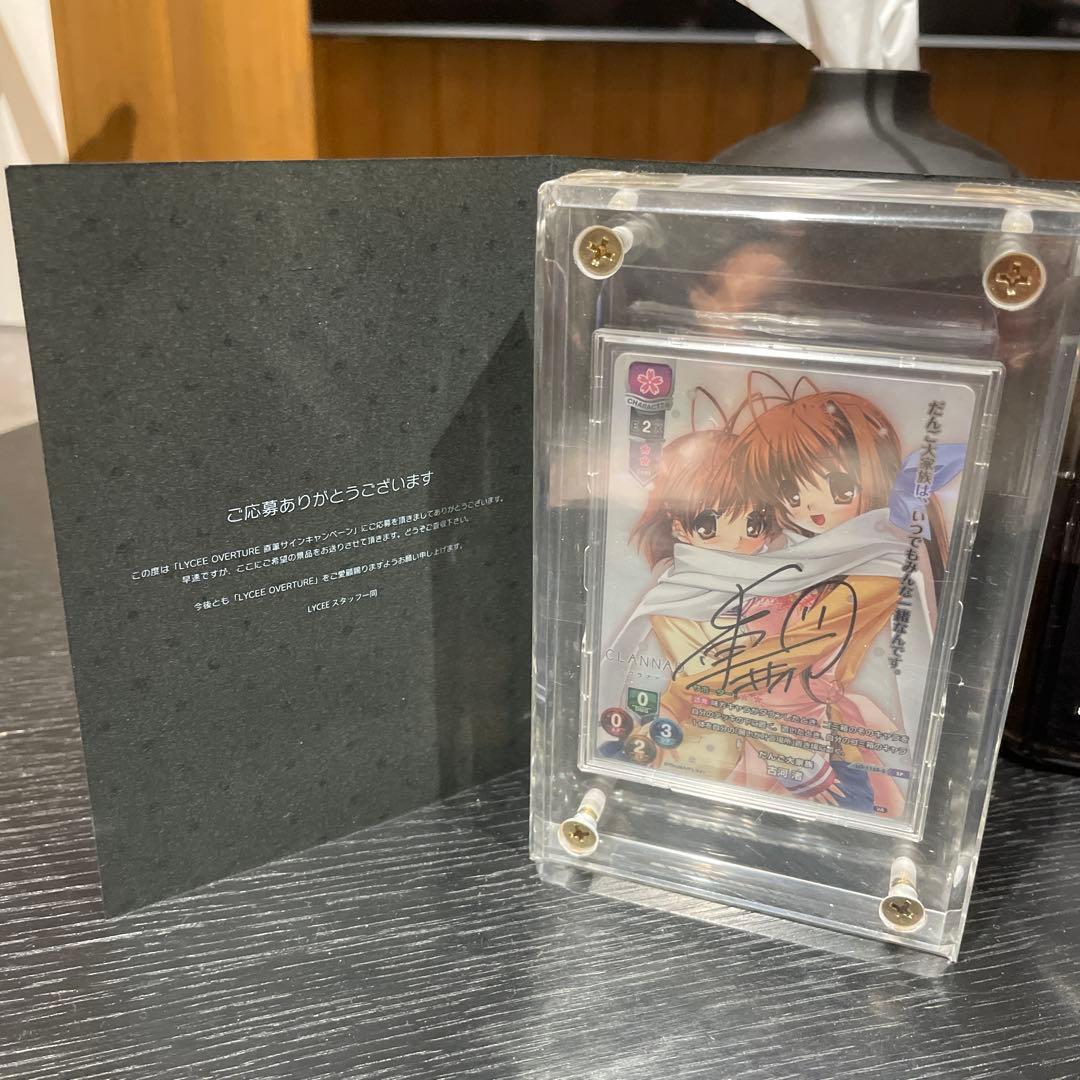 ご応募ありがとうございます
この度は「LYCEE OVERTURE 直筆サインキャンペーン」にご応募を頂きましてありがとうございます。
早速ですが、ここにご希望の景品をお送りさせて頂きます。どうぞご査収下さい。
今後とも「LYCEE OVERTURE」をご愛顧賜りますようお願い申し上げます。
LYCEE スタッフ一同
CHARACTER
2
だんご大家族は、いつでもみんな一緒なんです。
CLANNAD
0
0
3
2
だんご大家族
古河 渚
SP